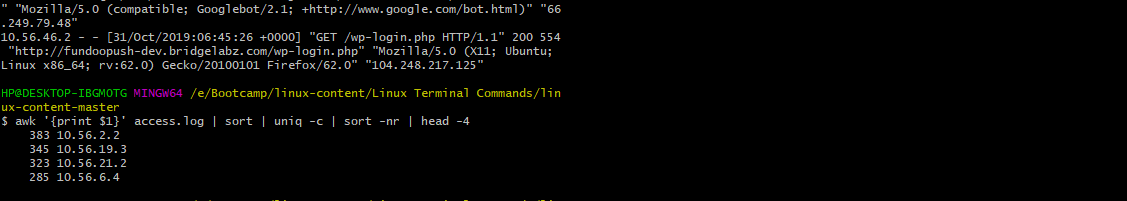 " "Mozilla/5.0 (compatible; Googlebot/2.1; +http://www.google.com/bot.html)" "66
.249.79.48"
10.56.46.2 - - [31/Oct/2019:06:45:26 +0000] "GET /wp-login.php HTTP/1.1" 200 554
"http://fundoopush-dev.bridgelabz.com/wp-login.php" "Mozilla/5.0 (X11; Ubuntu;
Linux x86_64; rv:62.0) Gecko/20100101 Firefox/62.0" "104.248.217.125"
HP@DESKTOP-IBGMOTG MINGW64 /e/Bootcamp/linux-content/Linux Terminal Commands/lin
ux-content-master
$ awk '{print $1}' access.log | sort | uniq -c | sort -nr | head -4
383 10.56.2.2
345 10.56.19.3
323 10.56.21.2
285 10.56.6.4